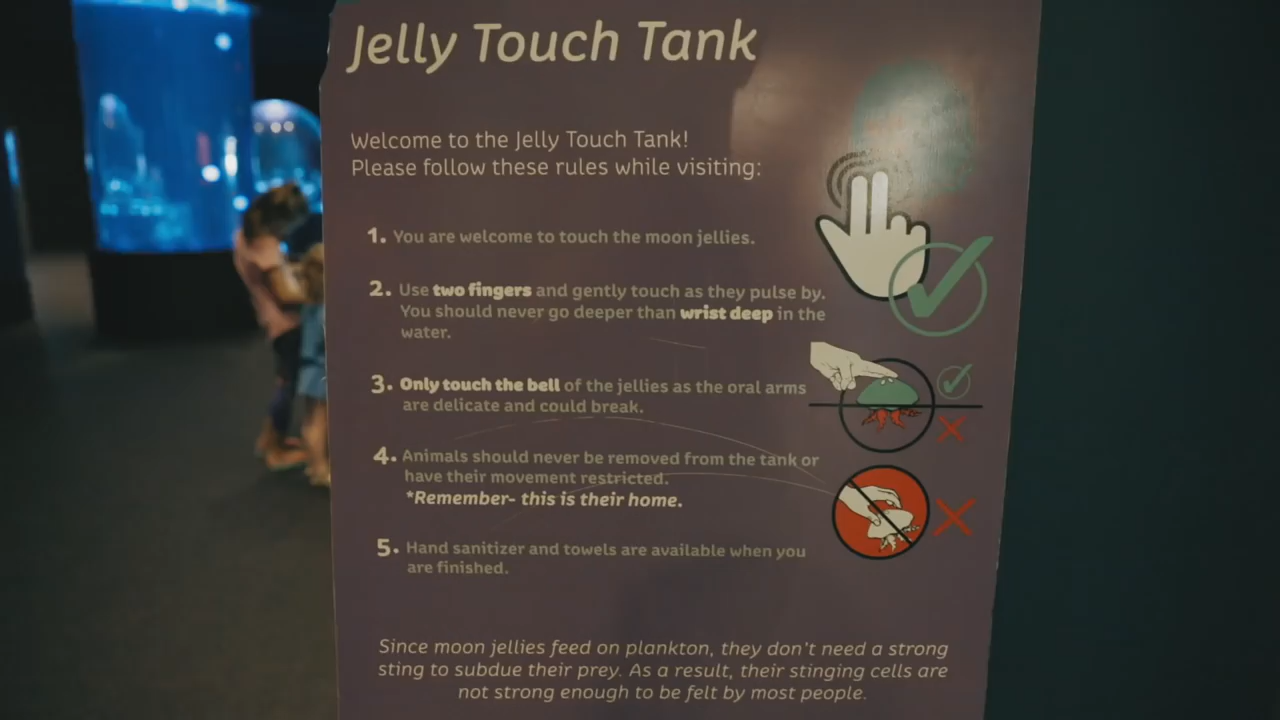 Jelly Touch Tank
Welcome to the Jelly Touch Tank!
Please follow these rules while visiting:
1. You are welcome to touch the moon jellies.
2. Use two fingers and gently touch as they pulse by.
You should never go deeper than wrist deep in the
water.
3. Only touch the bell of the jellies as the oral arms
are delicate and could break.
4. Animals should never be removed from the tank or
have their movement restricted.
*Remember- this is their home.
5. Hand sanitizer and towels are available when you
are finished.
Since moon jellies feed on plankton, they don't need a strong
sting to subdue their prey. As a result, their stinging cells are
not strong enough to be felt by most people.